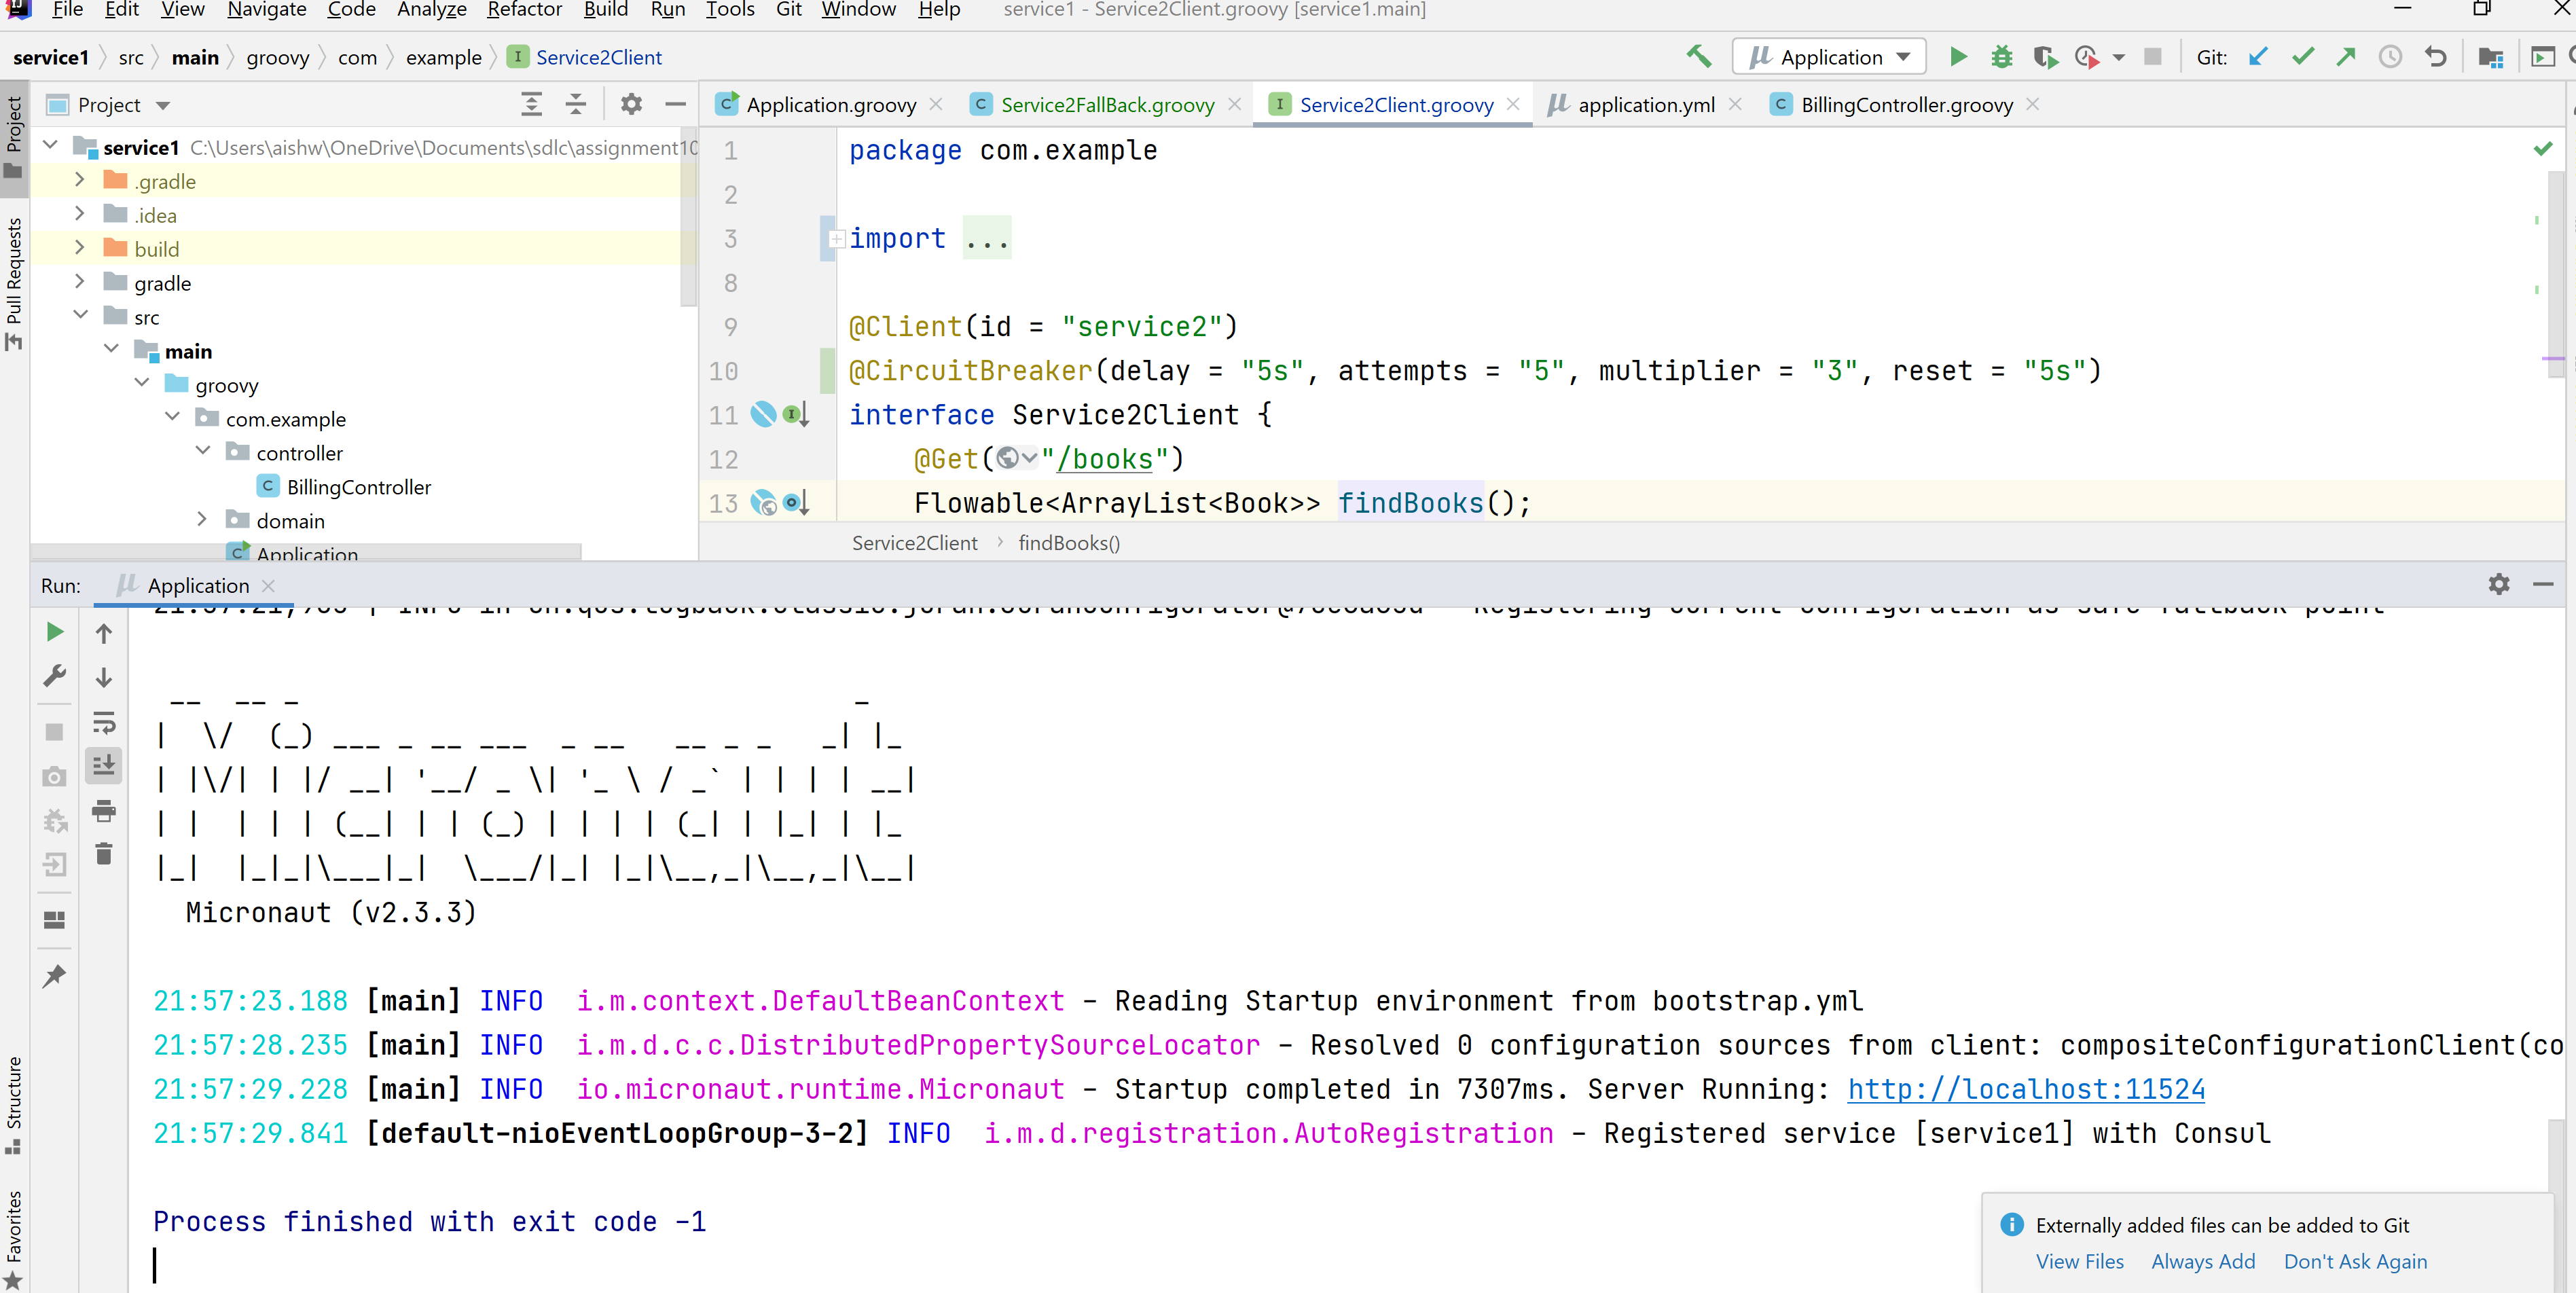 File Edit View Navigate Code Analyze Refactor Build Run Tools Git Window Help service1 - Service2Client.groovy [service1.main]
service1 src main groovy com example Service2Client Application Git:
Project
Application.groovy Service2FallBack.groovy Service2Client.groovy application.yml BillingController.groovy
Project
Pull Requests
service1 C:\Users\aishw\OneDrive\Documents\sdlc\assignment10
.gradle
.idea
build
gradle
src
main
groovy
com.example
controller
BillingController
domain
Application
1 package com.example
2
3 import ...
8
9 @Client(id = "service2")
10 @CircuitBreaker(delay = "5s", attempts = "5", multiplier = "3", reset = "5s")
11 interface Service2Client {
12 @Get("/books")
13 Flowable<ArrayList<Book>> findBooks();
Service2Client › findBooks()
Run: Application
Registering current configuration as safe fallback point
 __  __ _                                  _
|  \/  (_) ___ _ __ ___  _ __   __ _ _   _| |_
| |\/| | |/ __| '__/ _ \| '_ \ / _` | | | | __|
| |  | | | (__| | | (_) | | | | (_| | |_| | |_
|_|  |_|_|\___|_|  \___/|_| |_|\__,_|\__,_|\__|
Micronaut (v2.3.3)
21:57:23.188 [main] INFO i.m.context.DefaultBeanContext - Reading Startup environment from bootstrap.yml
21:57:28.235 [main] INFO i.m.d.c.c.DistributedPropertySourceLocator - Resolved 0 configuration sources from client: compositeConfigurationClient(co
21:57:29.228 [main] INFO io.micronaut.runtime.Micronaut - Startup completed in 7307ms. Server Running: http://localhost:11524
21:57:29.841 [default-nioEventLoopGroup-3-2] INFO i.m.d.registration.AutoRegistration - Registered service [service1] with Consul
Process finished with exit code -1
Structure
Favorites
Externally added files can be added to Git
View Files Always Add Don't Ask Again